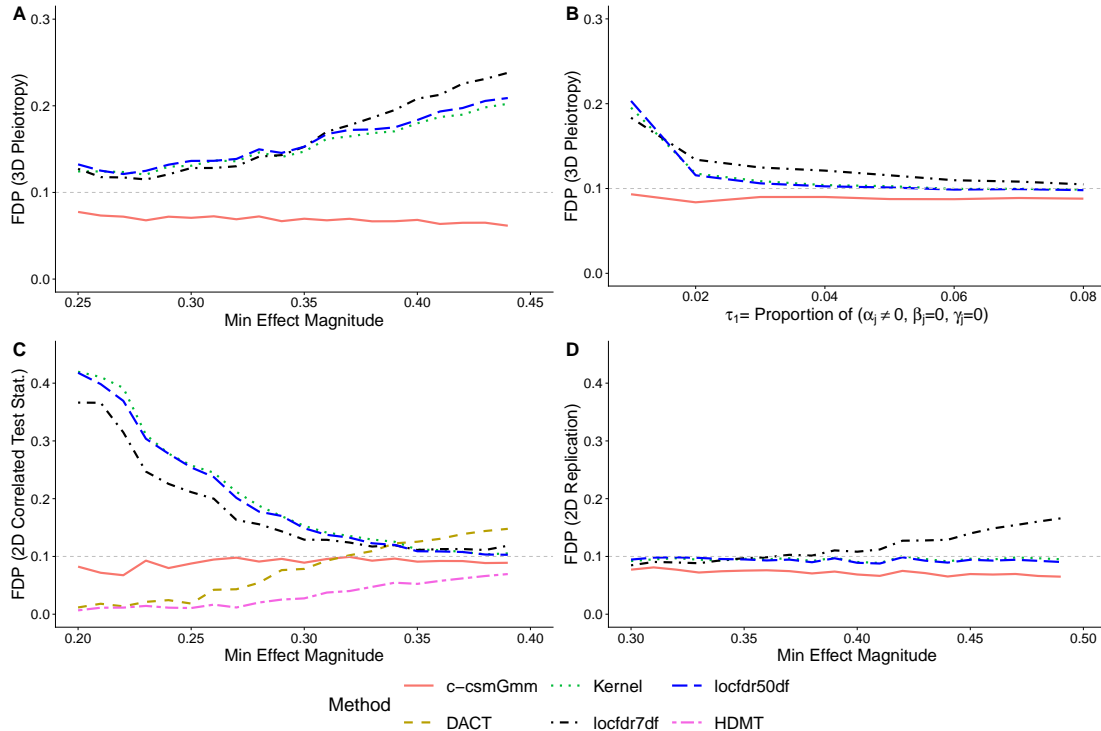 A
FDP (3D Pleiotropy)
0.3
0.2
0.1
0.0
0.25
0.30
0.35
0.40
0.45
Min Effect Magnitude
B
FDP (3D Pleiotropy)
0.3
0.2
0.1
0.0
0.02
0.04
0.06
0.08
τ1= Proportion of (αj ≠ 0, βj=0, γj=0)
C
FDP (2D Correlated Test Stat.)
0.4
0.3
0.2
0.1
0.0
0.20
0.25
0.30
0.35
0.40
Min Effect Magnitude
D
FDP (2D Replication)
0.4
0.3
0.2
0.1
0.0
0.30
0.35
0.40
0.45
0.50
Min Effect Magnitude
Method
c−csmGmm
Kernel
locfdr50df
DACT
locfdr7df
HDMT